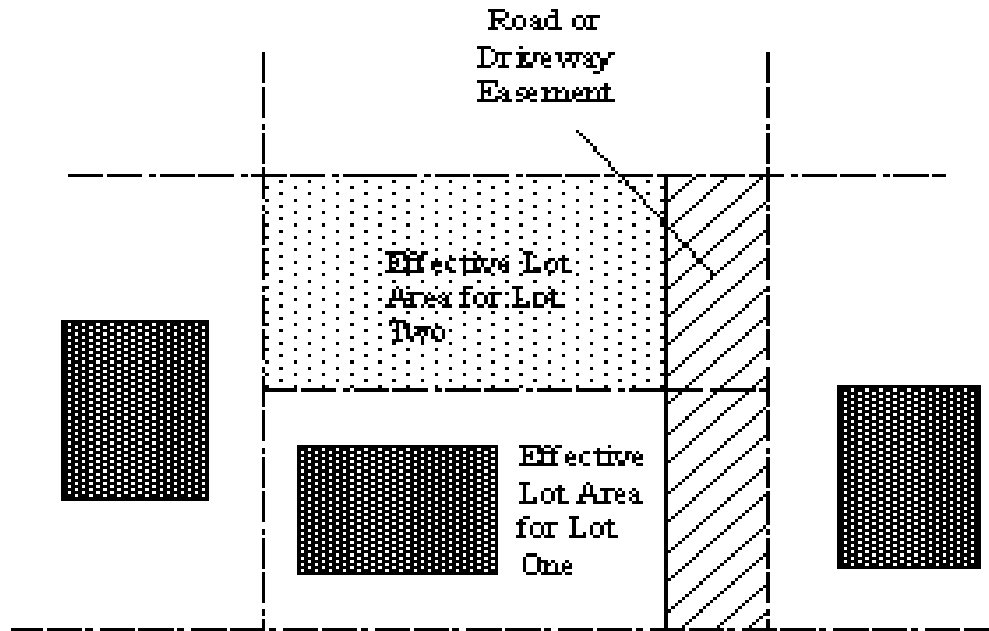 Road or
Driveway
Easement
Effective Lot
Area for Lot
Two
Effective
Lot Area
for Lot
One